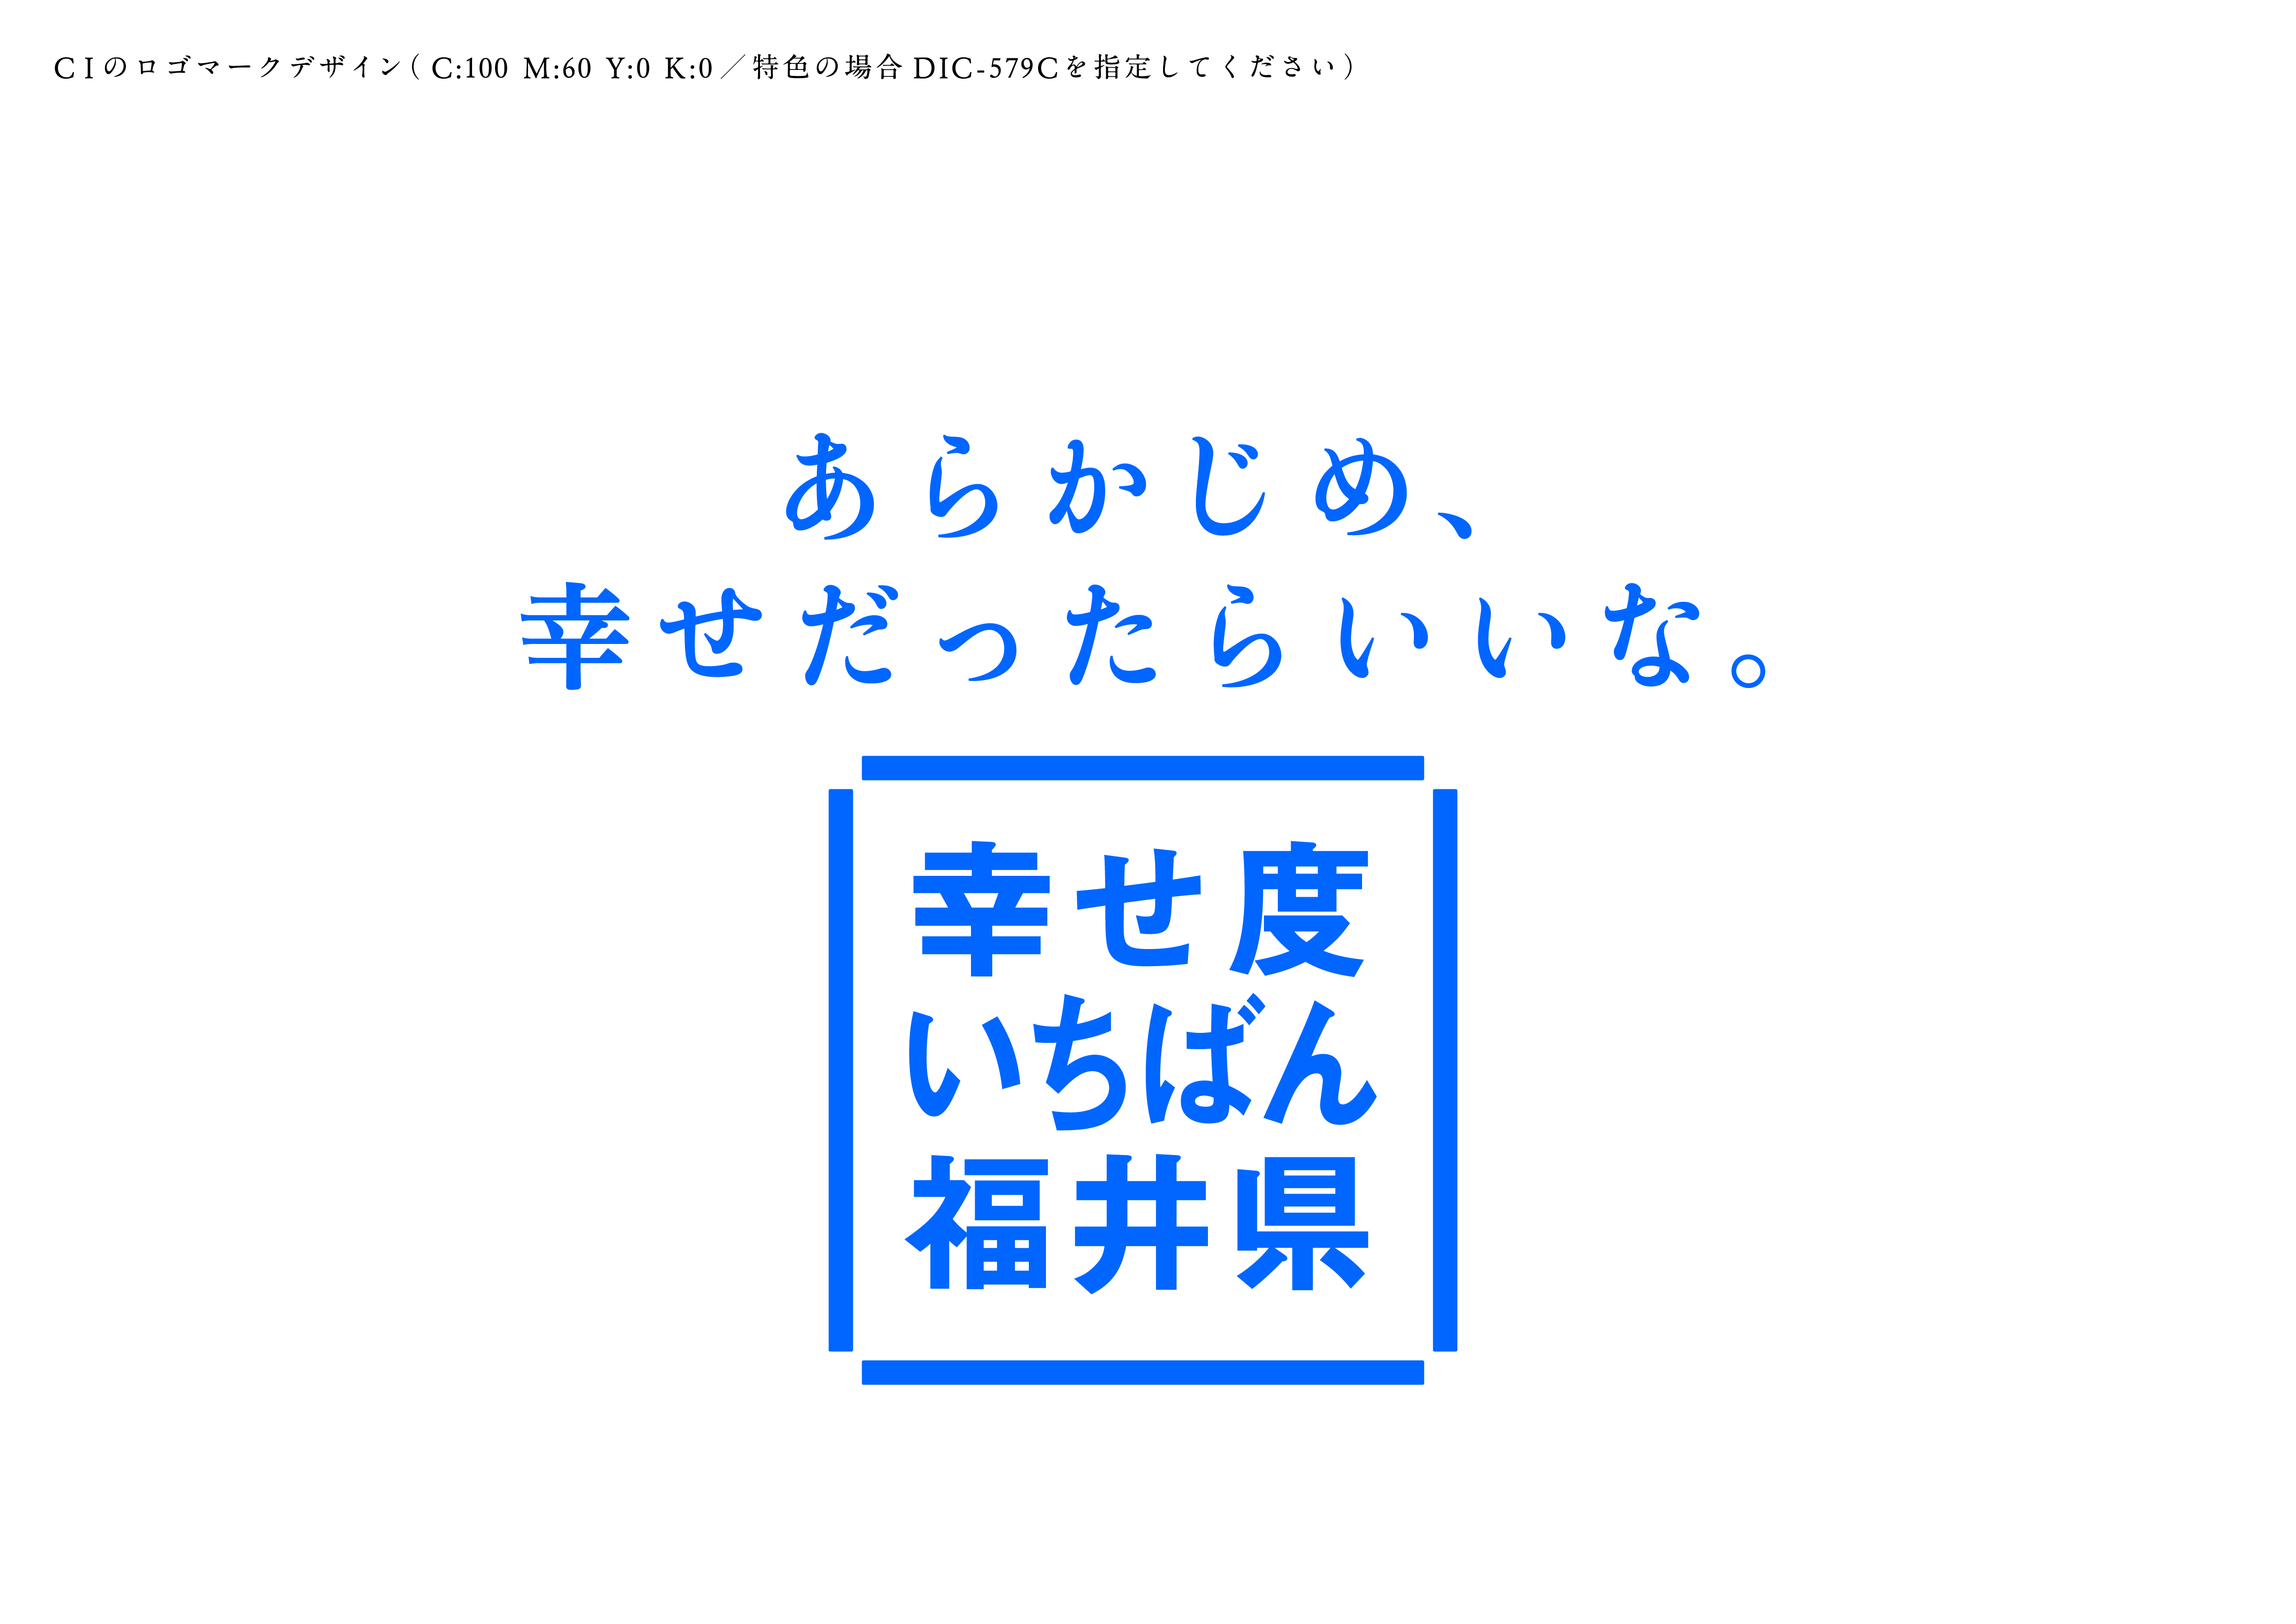 CIのロゴマークデザイン（C:100 M:60 Y:0 K:0／特色の場合DIC-579Cを指定してください）
あらかじめ、
幸せだったらいいな。
幸せ度
いちばん
福井県